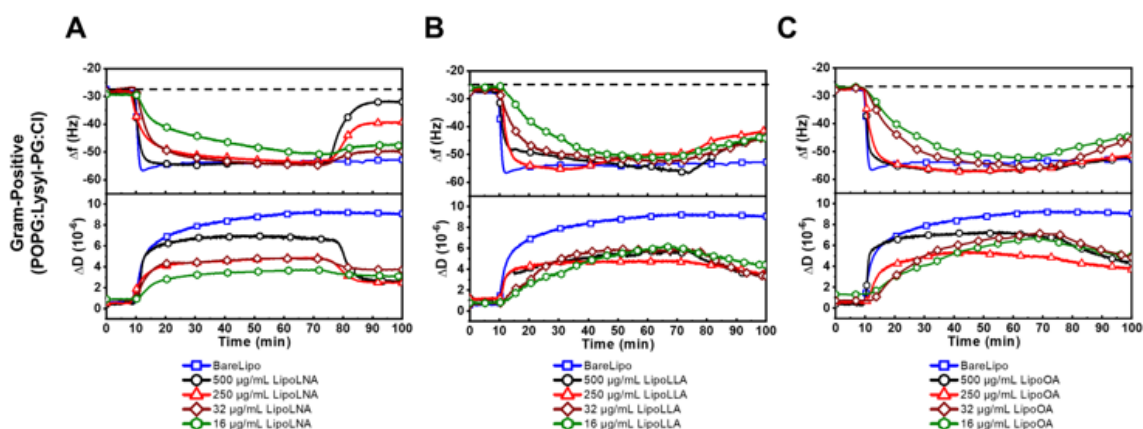 A
B
C
Gram-Positive
(POPG:Lysyl-PG:Cl)
Δf (Hz)
-20
-30
-40
-50
-60
ΔD (10⁻⁶)
10
8
6
4
2
0
0 10 20 30 40 50 60 70 80 90 100
Time (min)
BareLipo
500 µg/mL LipoLNA
250 µg/mL LipoLNA
32 µg/mL LipoLNA
16 µg/mL LipoLNA
Δf (Hz)
-20
-30
-40
-50
-60
ΔD (10⁻⁶)
10
8
6
4
2
0
0 10 20 30 40 50 60 70 80 90 100
Time (min)
BareLipo
500 µg/mL LipoLLA
250 µg/mL LipoLLA
32 µg/mL LipoLLA
16 µg/mL LipoLLA
Δf (Hz)
-20
-30
-40
-50
-60
ΔD (10⁻⁶)
10
8
6
4
2
0
0 10 20 30 40 50 60 70 80 90 100
Time (min)
BareLipo
500 µg/mL LipoOA
250 µg/mL LipoOA
32 µg/mL LipoOA
16 µg/mL LipoOA